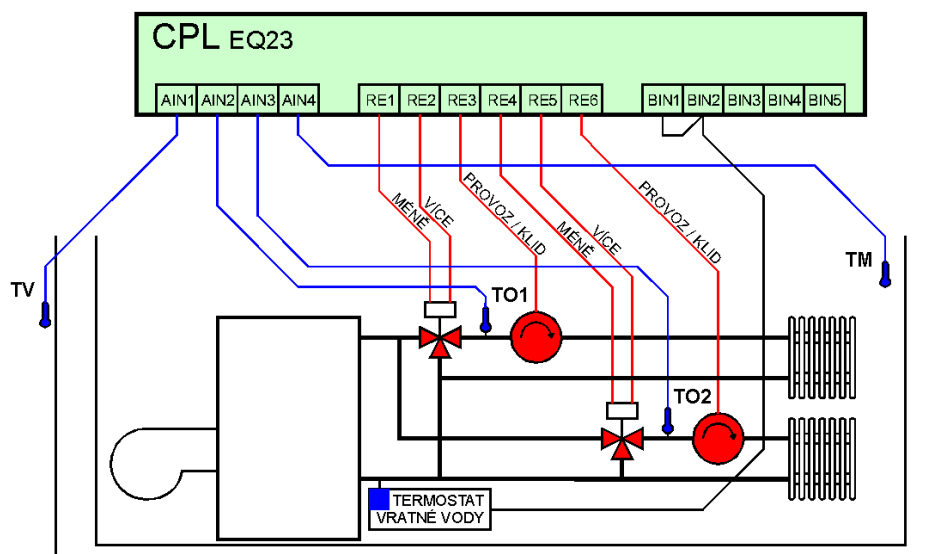 CPL EQ23
AIN1 AIN2 AIN3 AIN4 RE1 RE2 RE3 RE4 RE5 RE6 BIN1 BIN2 BIN3 BIN4 BIN5
MÉNĚ
VÍCE
PROVOZ / KLID
MÉNĚ
VÍCE
PROVOZ / KLID
TV
TM
TO1
TO2
TERMOSTAT
VRATNÉ VODY